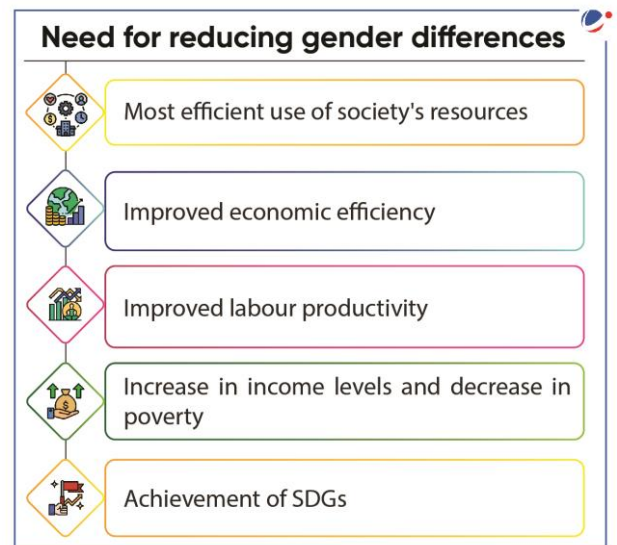 Need for reducing gender differences
Most efficient use of society's resources
Improved economic efficiency
Improved labour productivity
Increase in income levels and decrease in
poverty
Achievement of SDGs